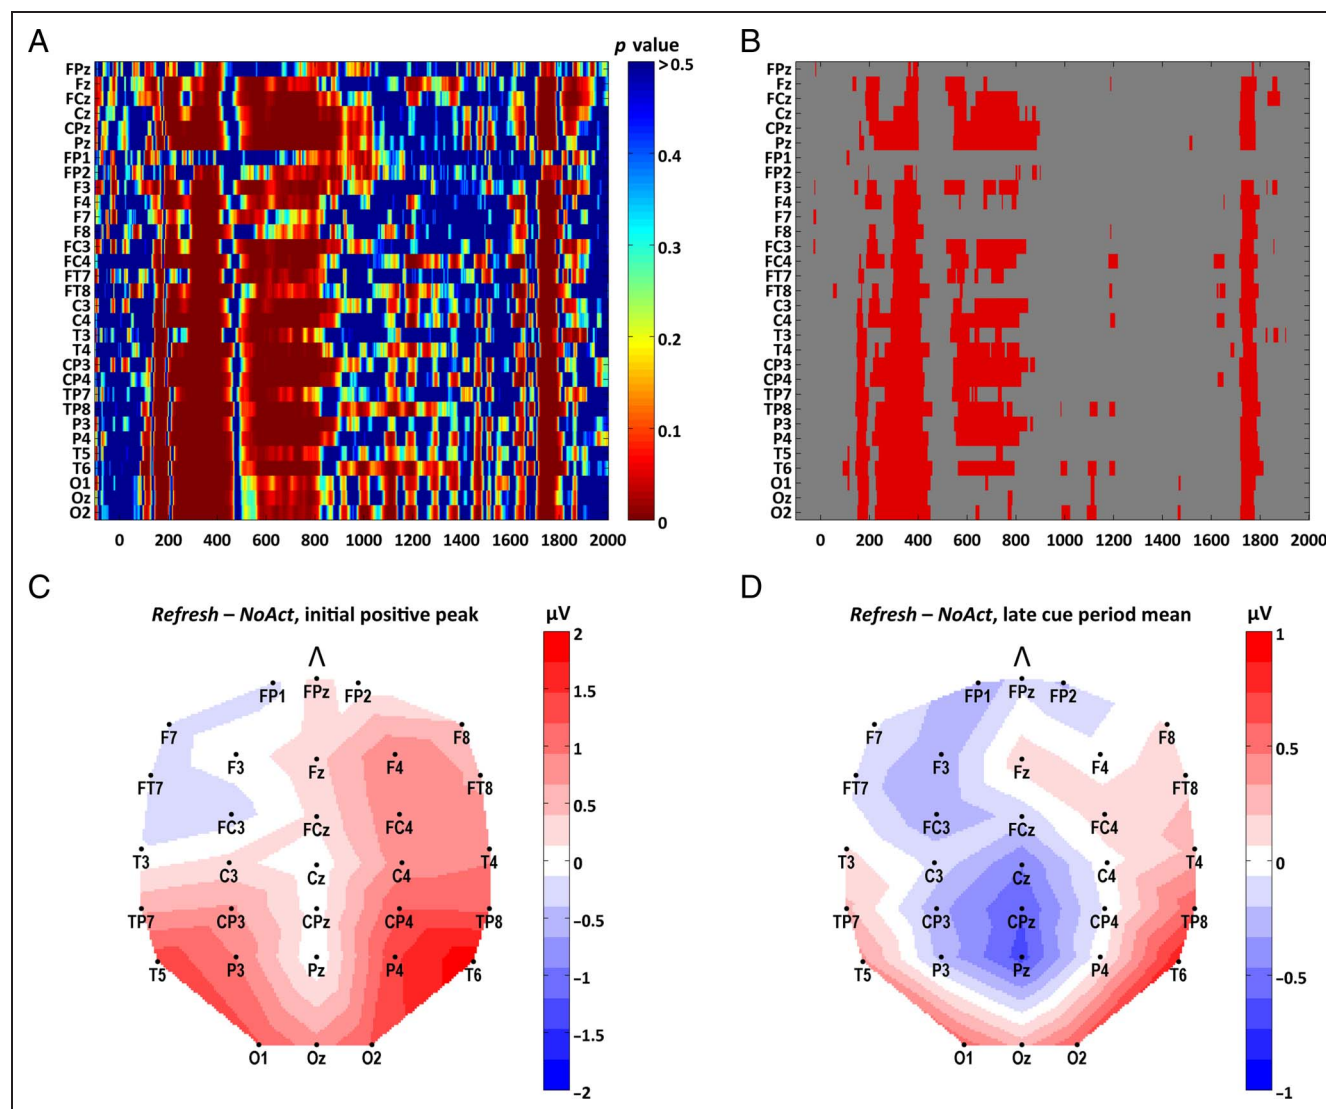 A
p value
FPz
Fz
FCz
Cz
CPz
Pz
FP1
FP2
F3
F4
F7
F8
FC3
FC4
FT7
FT8
C3
C4
T3
T4
CP3
CP4
TP7
TP8
P3
P4
T5
T6
O1
Oz
O2
0 200 400 600 800 1000 1200 1400 1600 1800 2000
>0.5
0.4
0.3
0.2
0.1
0
B
FPz
Fz
FCz
Cz
CPz
Pz
FP1
FP2
F3
F4
F7
F8
FC3
FC4
FT7
FT8
C3
C4
T3
T4
CP3
CP4
TP7
TP8
P3
P4
T5
T6
O1
Oz
O2
0 200 400 600 800 1000 1200 1400 1600 1800 2000
C
Refresh – NoAct, initial positive peak
μV
Λ
FP1 FPz FP2
F7 F8
F3 Fz F4
FT7 FT8
FC3 FCz FC4
T3 T4
C3 Cz C4
TP7 CP3 CPz CP4 TP8
T5 P3 Pz P4 T6
O1 Oz O2
2
1.5
1
0.5
0
−0.5
−1
−1.5
−2
D
Refresh – NoAct, late cue period mean
μV
Λ
FP1 FPz FP2
F7 F8
F3 Fz F4
FT7 FT8
FC3 FCz FC4
T3 T4
C3 Cz C4
TP7 CP3 CPz CP4 TP8
T5 P3 Pz P4 T6
O1 Oz O2
1
0.5
0
−0.5
−1